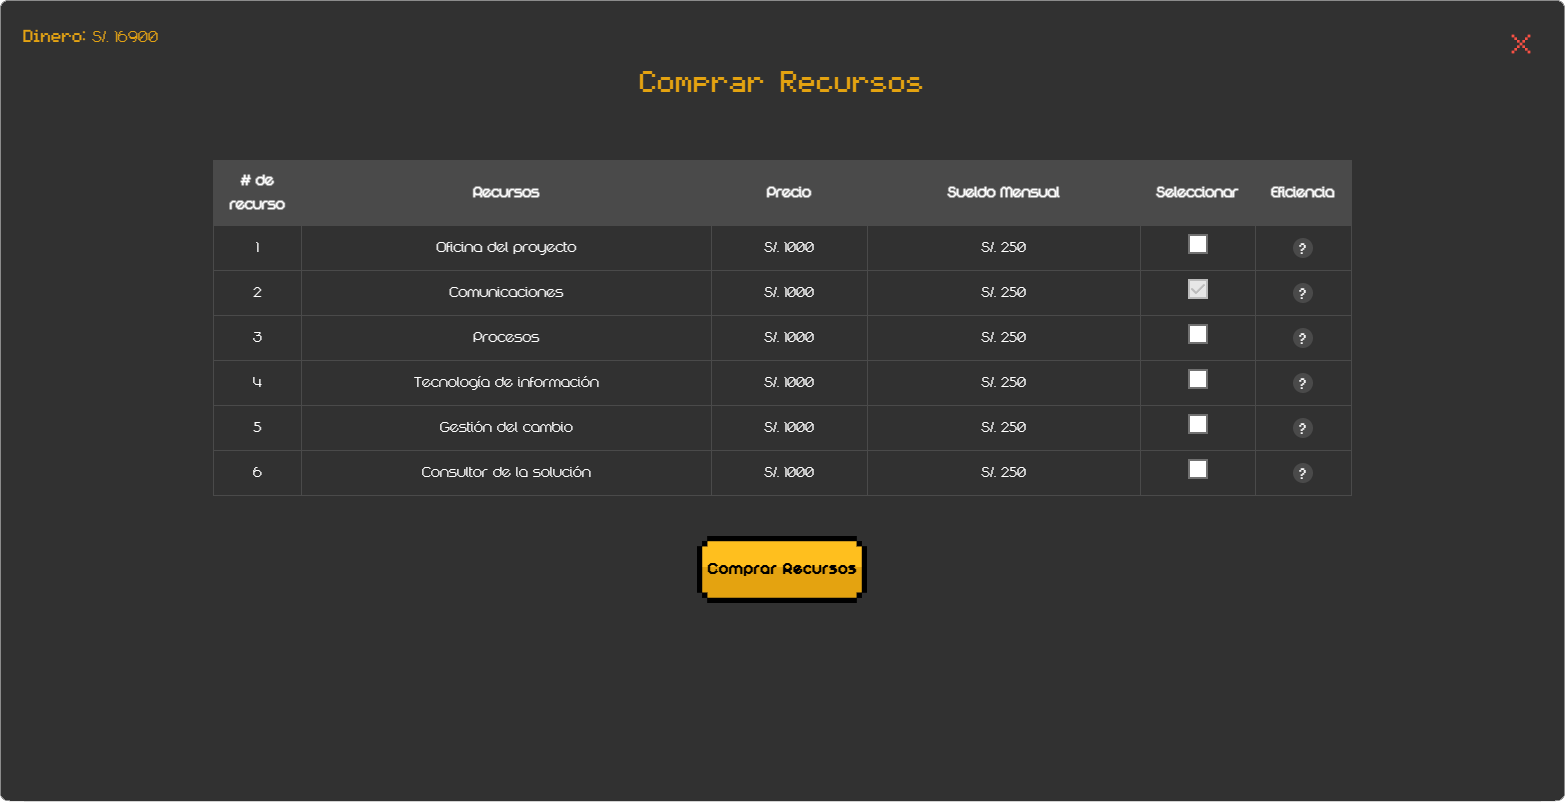 Dinero: S/. 16900
Comprar Recursos
# de recurso Recursos Precio Sueldo Mensual Seleccionar Eficiencia
1 Oficina del proyecto S/. 1000 S/. 250 ?
2 Comunicaciones S/. 1000 S/. 250 ?
3 Procesos S/. 1000 S/. 250 ?
4 Tecnología de información S/. 1000 S/. 250 ?
5 Gestión del cambio S/. 1000 S/. 250 ?
6 Consultor de la solución S/. 1000 S/. 250 ?
Comprar Recursos